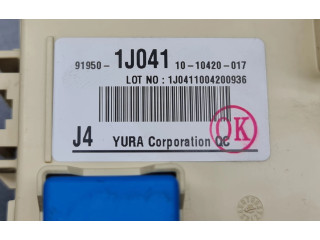 91950- 1J041 10-10420-017
LOT NO : 1J0411004200936
J4 YURA Corporation QC
OK